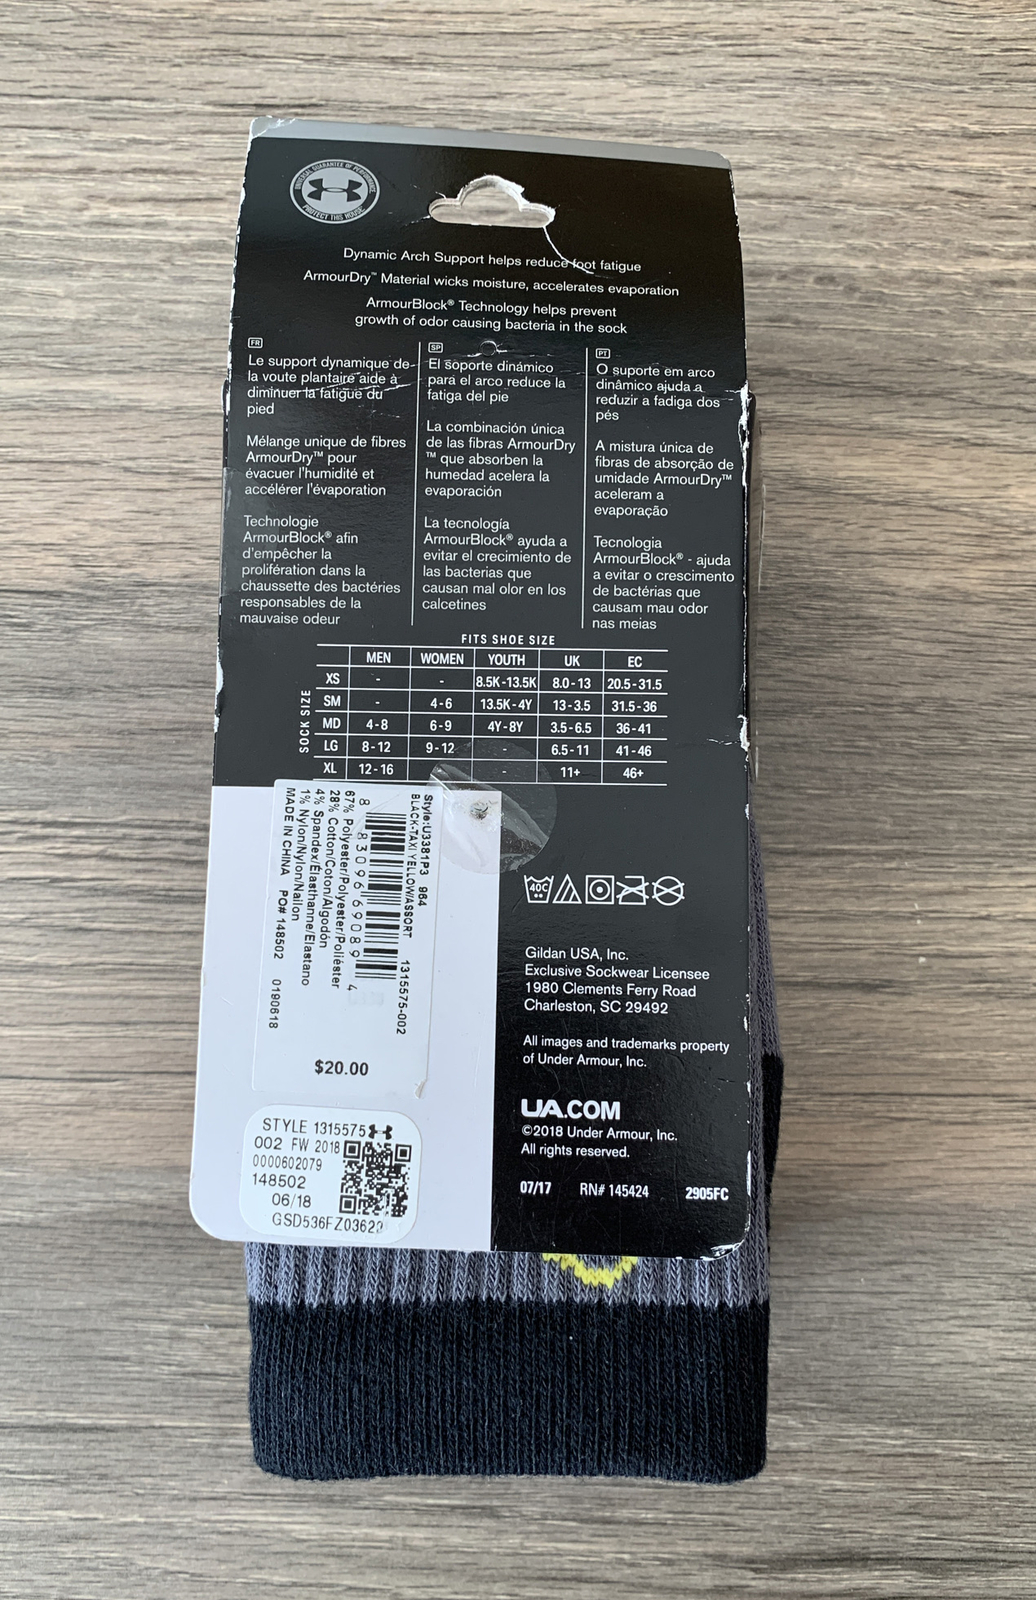 UNIVERSAL GUARANTEE OF PERFORMANCE
PROTECT THIS HOUSE
Dynamic Arch Support helps reduce foot fatigue
ArmourDry™ Material wicks moisture, accelerates evaporation
ArmourBlock® Technology helps prevent
growth of odor causing bacteria in the sock
FR
Le support dynamique de
la voute plantaire aide à
diminuer la fatigue du
pied
Mélange unique de fibres
ArmourDry™ pour
évacuer l'humidité et
accélérer l'évaporation
Technologie
ArmourBlock® afin
d'empêcher la
prolifération dans la
chaussette des bactéries
responsables de la
mauvaise odeur
SP
El soporte dinámico
para el arco reduce la
fatiga del pie
La combinación única
de las fibras ArmourDry
™ que absorben la
humedad acelera la
evaporación
La tecnología
ArmourBlock® ayuda a
evitar el crecimiento de
las bacterias que
causan mal olor en los
calcetines
PT
O suporte em arco
dinâmico ajuda a
reduzir a fadiga dos
pés
A mistura única de
fibras de absorção de
umidade ArmourDry™
aceleram a
evaporação
Tecnologia
ArmourBlock® - ajuda
a evitar o crescimento
de bactérias que
causam mau odor
nas meias
FITS SHOE SIZE
SOCK SIZE
MEN WOMEN YOUTH UK EC
XS - - 8.5K-13.5K 8.0-13 20.5-31.5
SM - 4-6 13.5K-4Y 13-3.5 31.5-36
MD 4-8 6-9 4Y-8Y 3.5-6.5 36-41
LG 8-12 9-12 - 6.5-11 41-46
XL 12-16 - 11+ 46+
Style:U3381P3 964
BLACK-TAXI YELLOW/ASSORT 1315575-002
8 83096 69089 4
67% Polyester/Polyester/Poliéster
28% Cotton/Coton/Algodón
4% Spandex/Élasthanne/Elastano
1% Nylon/Nylon/Nailon
MADE IN CHINA PO# 148502 0190618
$20.00
STYLE 1315575
002 FW 2018
0000602079
148502
06/18
GSD536FZ03622
40C
Gildan USA, Inc.
Exclusive Sockwear Licensee
1980 Clements Ferry Road
Charleston, SC 29492
All images and trademarks property
of Under Armour, Inc.
UA.COM
©2018 Under Armour, Inc.
All rights reserved.
07/17 RN# 145424 2905FC